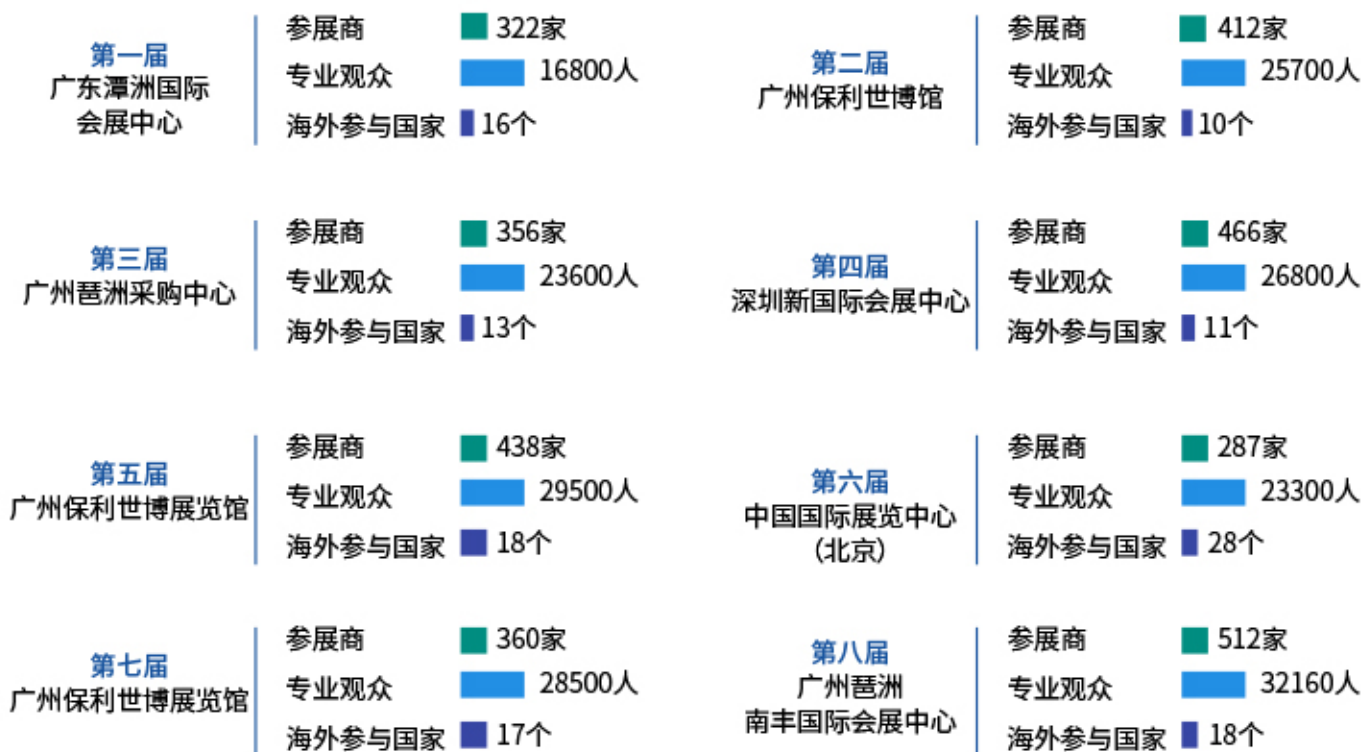 第一届
广东潭洲国际
会展中心
参展商 322家
专业观众 16800人
海外参与国家 16个
第二届
广州保利世博馆
参展商 412家
专业观众 25700人
海外参与国家 10个
第三届
广州琶洲采购中心
参展商 356家
专业观众 23600人
海外参与国家 13个
第四届
深圳新国际会展中心
参展商 466家
专业观众 26800人
海外参与国家 11个
第五届
广州保利世博展览馆
参展商 438家
专业观众 29500人
海外参与国家 18个
第六届
中国国际展览中心
（北京）
参展商 287家
专业观众 23300人
海外参与国家 28个
第七届
广州保利世博展览馆
参展商 360家
专业观众 28500人
海外参与国家 17个
第八届
广州琶洲
南丰国际会展中心
参展商 512家
专业观众 32160人
海外参与国家 18个